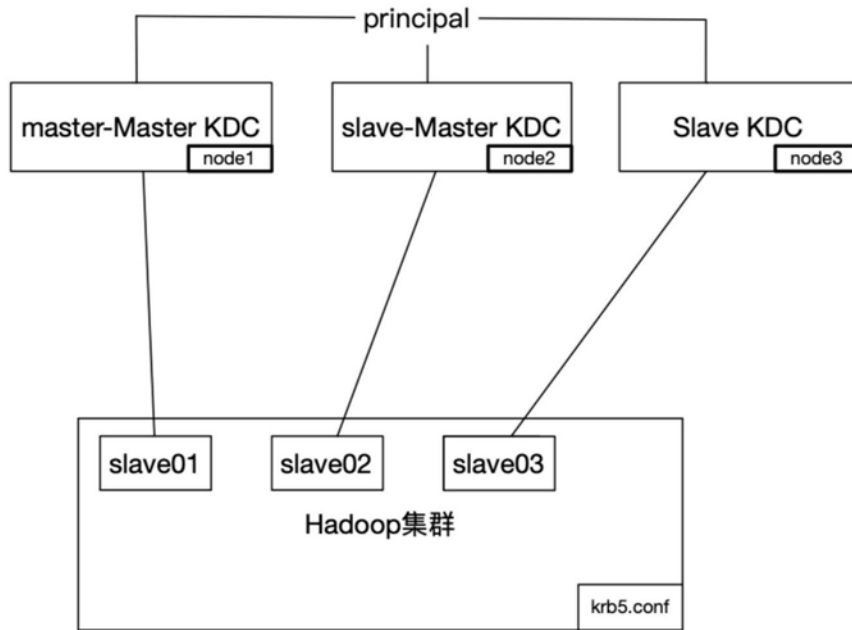 principal
master-Master KDC
node1
slave-Master KDC
node2
Slave KDC
node3
slave01
slave02
slave03
Hadoop集群
krb5.conf